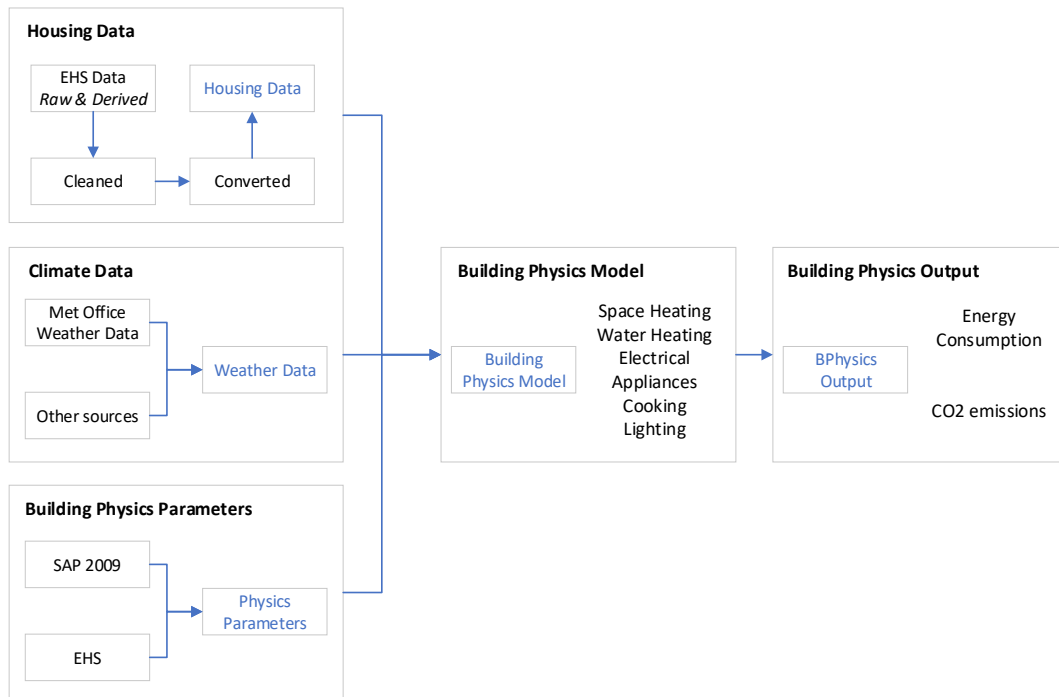 Housing Data
EHS Data
Raw & Derived
Housing Data
Cleaned
Converted
Climate Data
Met Office
Weather Data
Weather Data
Other sources
Building Physics Parameters
SAP 2009
Physics
Parameters
EHS
Building Physics Model
Building
Physics Model
Space Heating
Water Heating
Electrical
Appliances
Cooking
Lighting
Building Physics Output
BPhysics
Output
Energy
Consumption
CO2 emissions